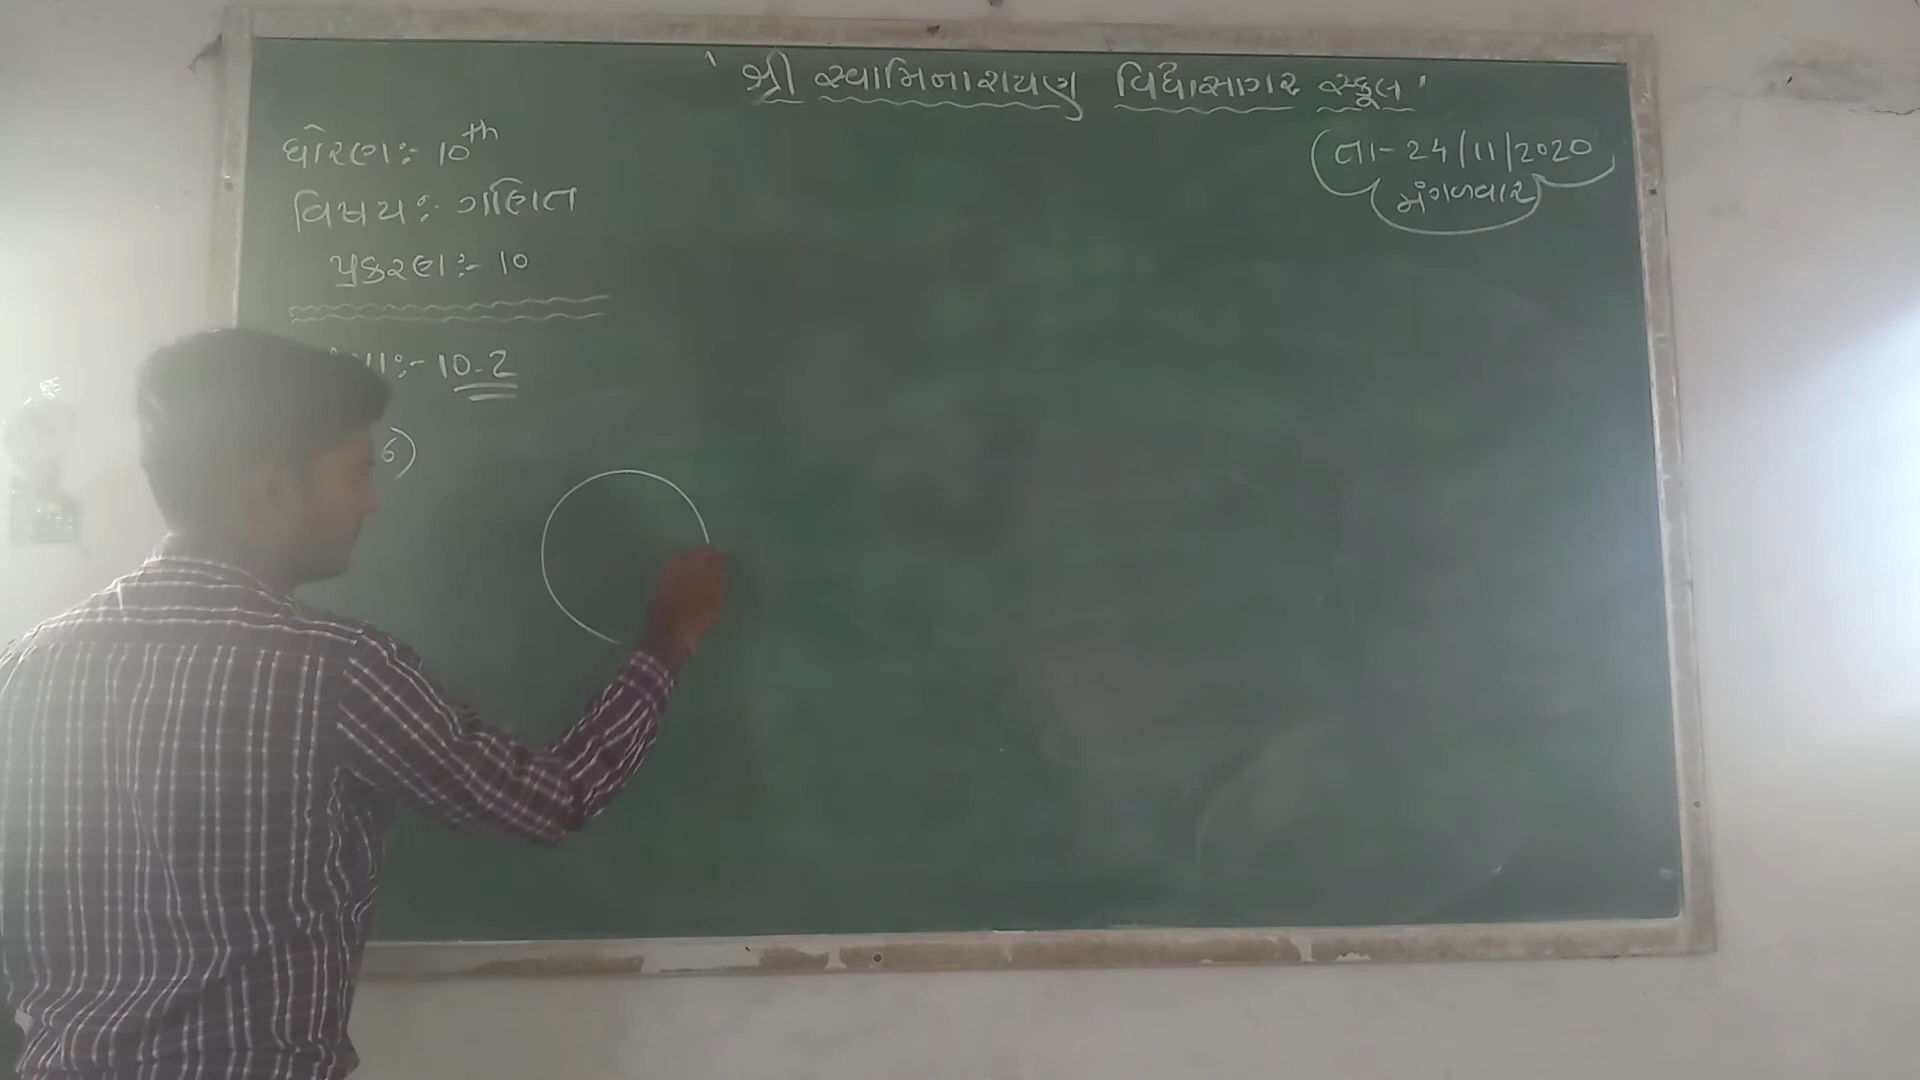 ' શ્રી સ્વામિનારાયણ વિદ્યાસાગર સ્કૂલ '
ધોરણઃ- 10th
વિષયઃ- ગણિત
પ્રકરણઃ- 10
તા- 24/11/2020
મંગળવાર
10.2
6)